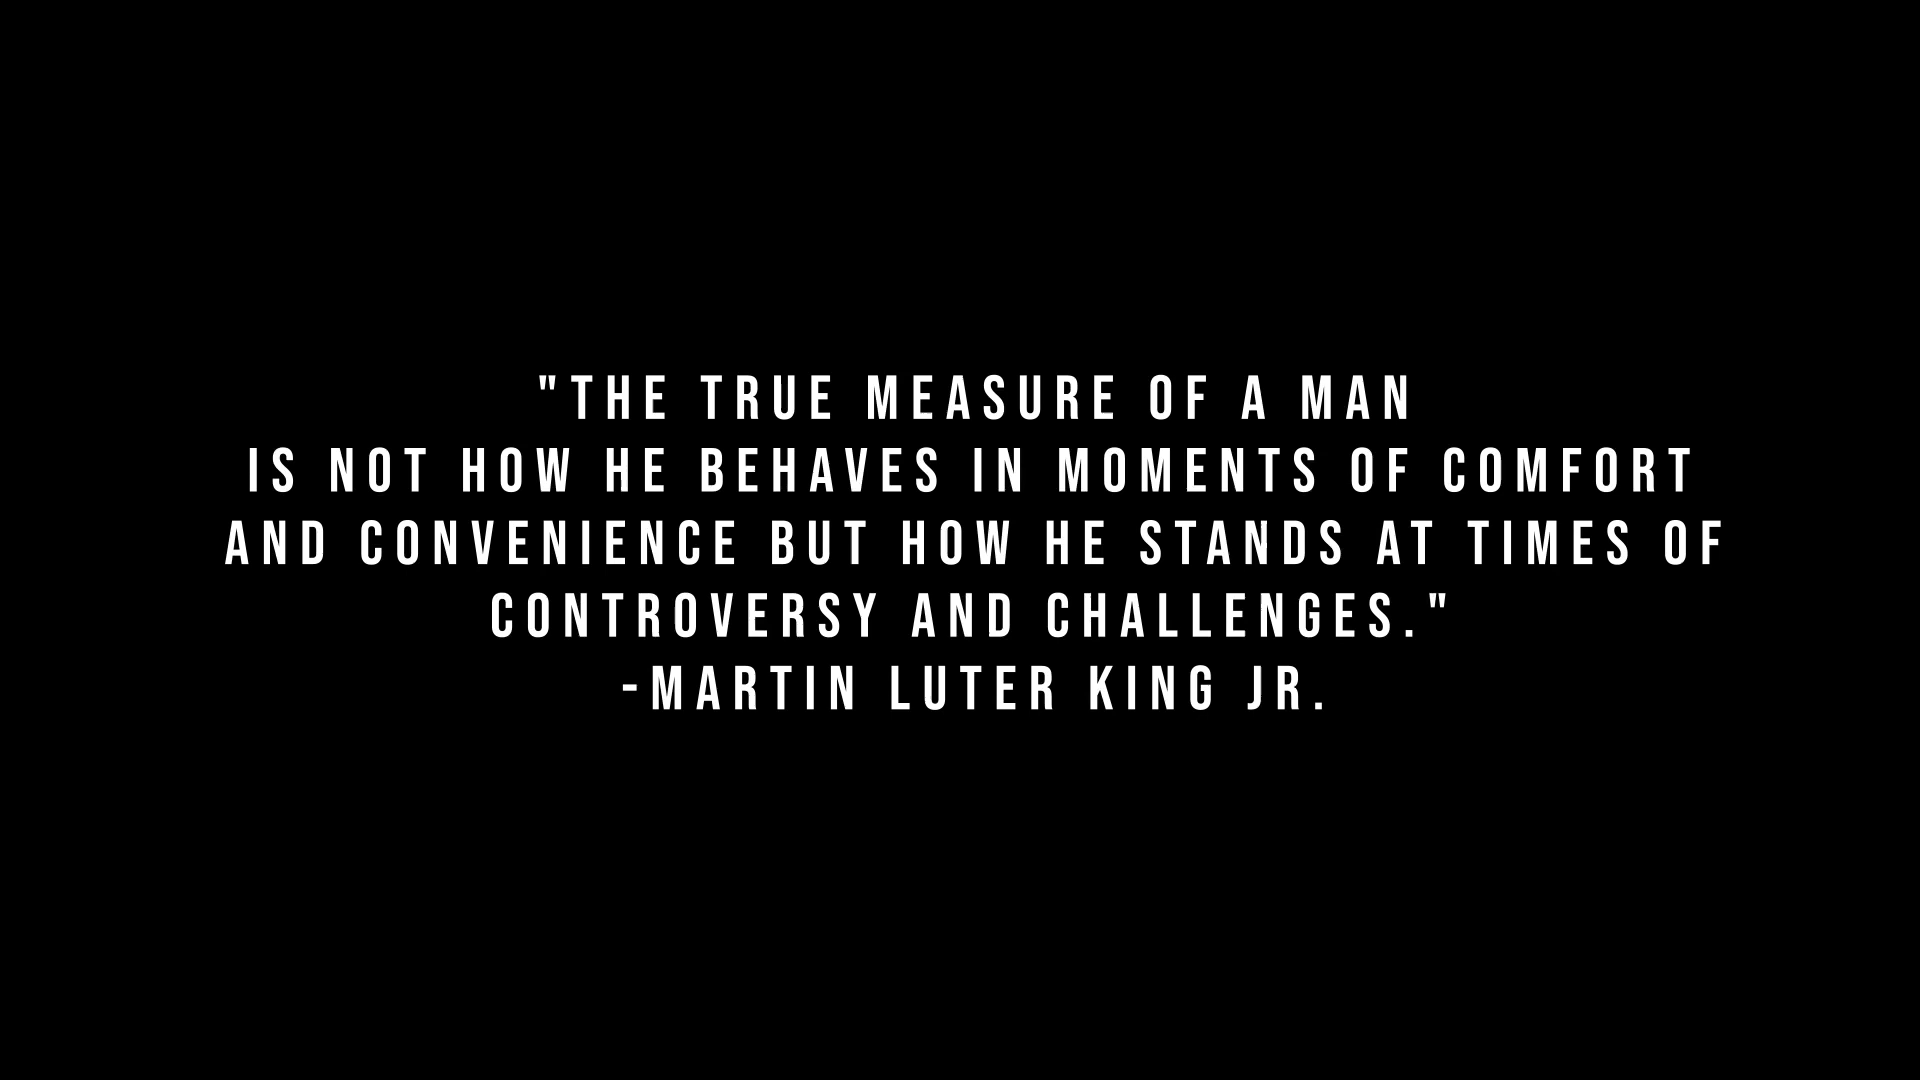 "THE TRUE MEASURE OF A MAN
IS NOT HOW HE BEHAVES IN MOMENTS OF COMFORT
AND CONVENIENCE BUT HOW HE STANDS AT TIMES OF
CONTROVERSY AND CHALLENGES."
-MARTIN LUTER KING JR.